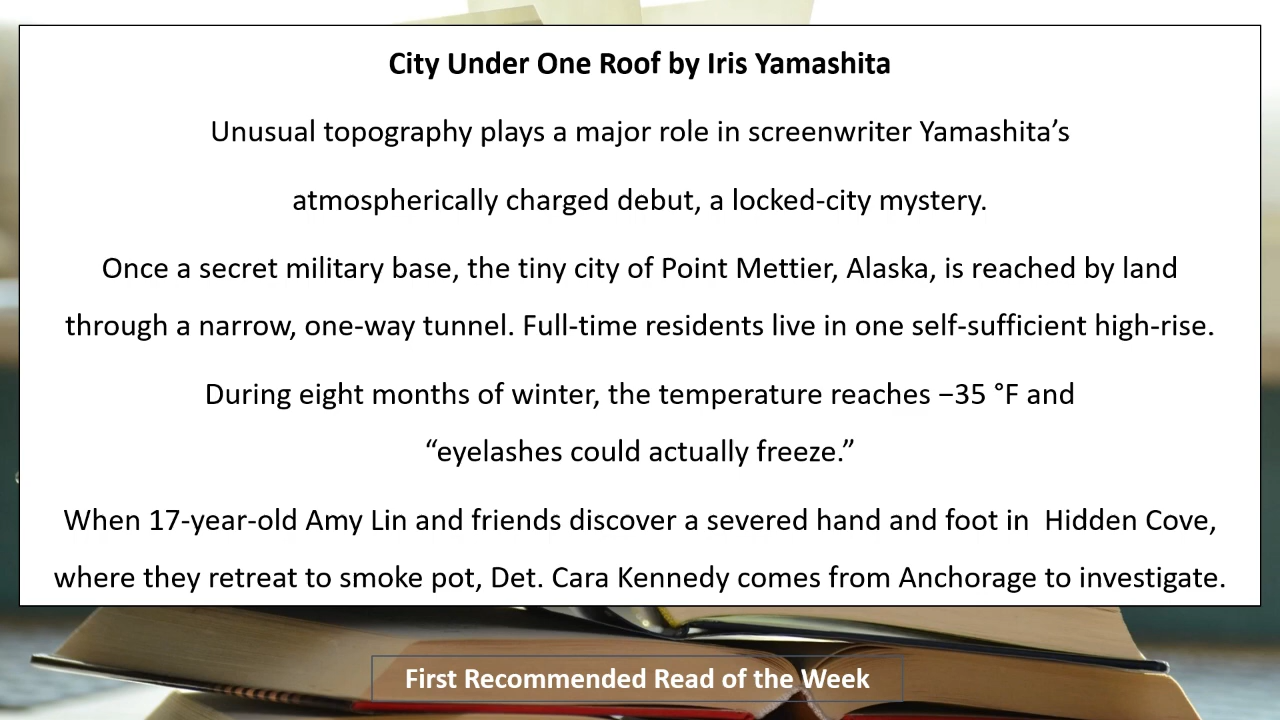 City Under One Roof by Iris Yamashita
Unusual topography plays a major role in screenwriter Yamashita’s
atmospherically charged debut, a locked-city mystery.
Once a secret military base, the tiny city of Point Mettier, Alaska, is reached by land
through a narrow, one-way tunnel. Full-time residents live in one self-sufficient high-rise.
During eight months of winter, the temperature reaches −35 °F and
“eyelashes could actually freeze.”
When 17-year-old Amy Lin and friends discover a severed hand and foot in  Hidden Cove,
where they retreat to smoke pot, Det. Cara Kennedy comes from Anchorage to investigate.
First Recommended Read of the Week